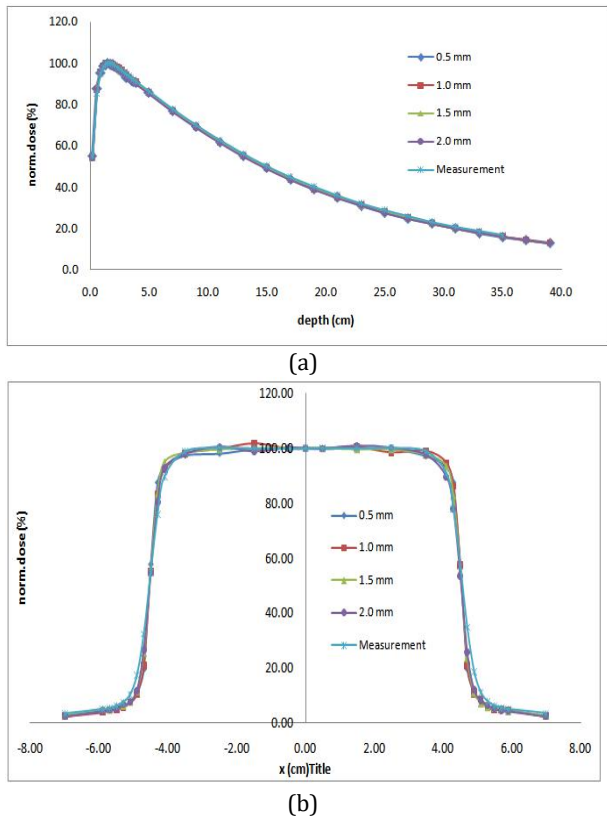 120.0
100.0
80.0
60.0
40.0
20.0
0.0
norm.dose (%)
0.5 mm
1.0 mm
1.5 mm
2.0 mm
Measurement
0.0 5.0 10.0 15.0 20.0 25.0 30.0 35.0 40.0
depth (cm)
(a)
120.00
100.00
80.00
60.00
40.00
20.00
0.00
norm.dose (%)
0.5 mm
1.0 mm
1.5 mm
2.0 mm
Measurement
-8.00 -6.00 -4.00 -2.00 0.00 2.00 4.00 6.00 8.00
x (cm)Title
(b)